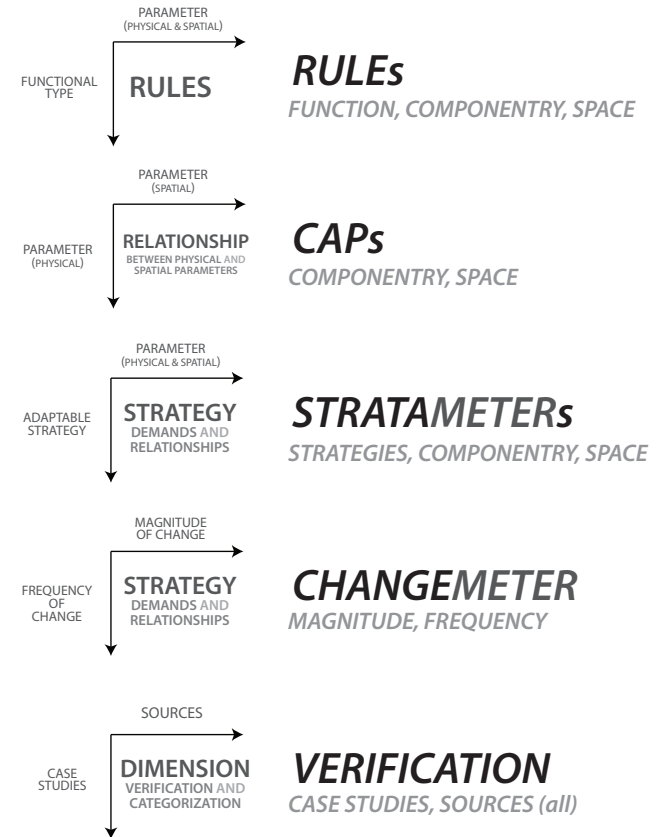 PARAMETER
(PHYSICAL & SPATIAL)
FUNCTIONAL
TYPE
RULES
RULEs
FUNCTION, COMPONENTRY, SPACE
PARAMETER
(SPATIAL)
PARAMETER
(PHYSICAL)
RELATIONSHIP
BETWEEN PHYSICAL AND
SPATIAL PARAMETERS
CAPs
COMPONENTRY, SPACE
PARAMETER
(PHYSICAL & SPATIAL)
ADAPTABLE
STRATEGY
STRATEGY
DEMANDS AND
RELATIONSHIPS
STRATAMETERs
STRATEGIES, COMPONENTRY, SPACE
MAGNITUDE
OF CHANGE
FREQUENCY
OF
CHANGE
STRATEGY
DEMANDS AND
RELATIONSHIPS
CHANGEMETER
MAGNITUDE, FREQUENCY
SOURCES
CASE
STUDIES
DIMENSION
VERIFICATION AND
CATEGORIZATION
VERIFICATION
CASE STUDIES, SOURCES (all)